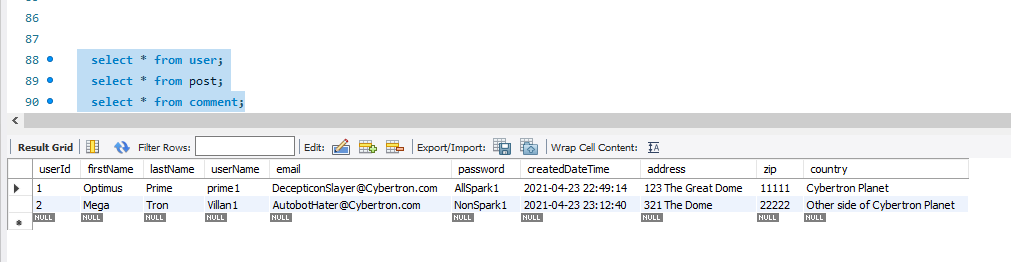 86
87
88 select * from user;
89 select * from post;
90 select * from comment;
Result Grid Filter Rows: Edit: Export/Import: Wrap Cell Content: IA
userId firstName lastName userName email password createdDateTime address zip country
1 Optimus Prime prime1 DecepticonSlayer@Cybertron.com AllSpark1 2021-04-23 22:49:14 123 The Great Dome 11111 Cybertron Planet
2 Mega Tron Villan1 AutobotHater@Cybertron.com NonSpark1 2021-04-23 23:12:40 321 The Dome 22222 Other side of Cybertron Planet
NULL NULL NULL NULL NULL NULL NULL NULL NULL NULL